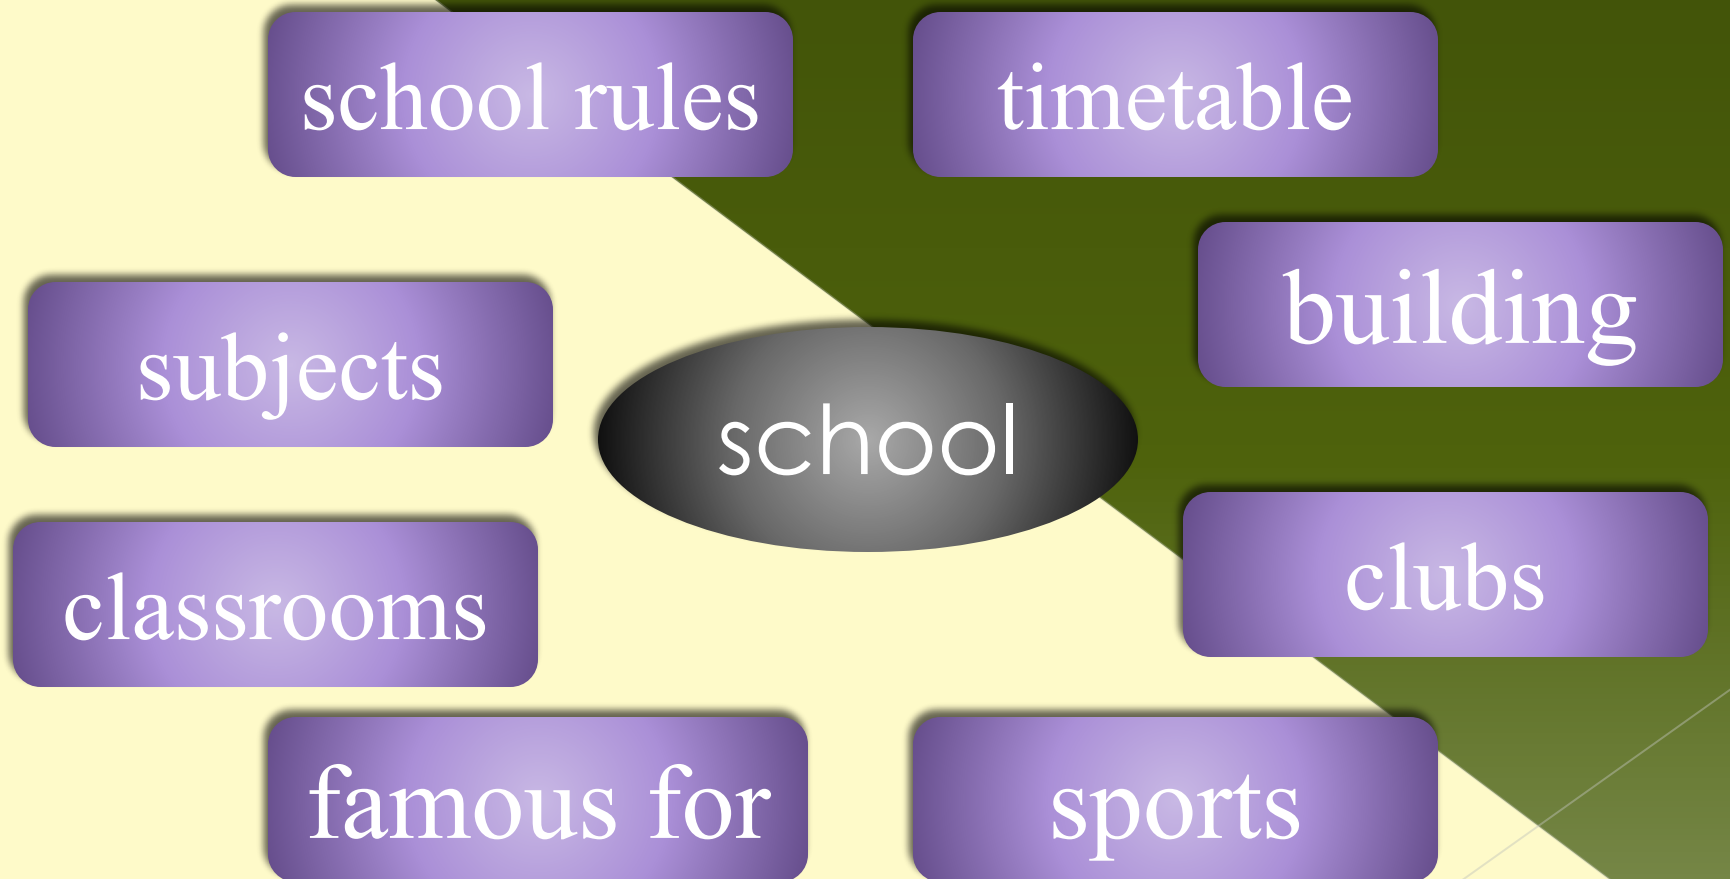 school rules
timetable
building
subjects
school
clubs
classrooms
famous for
sports